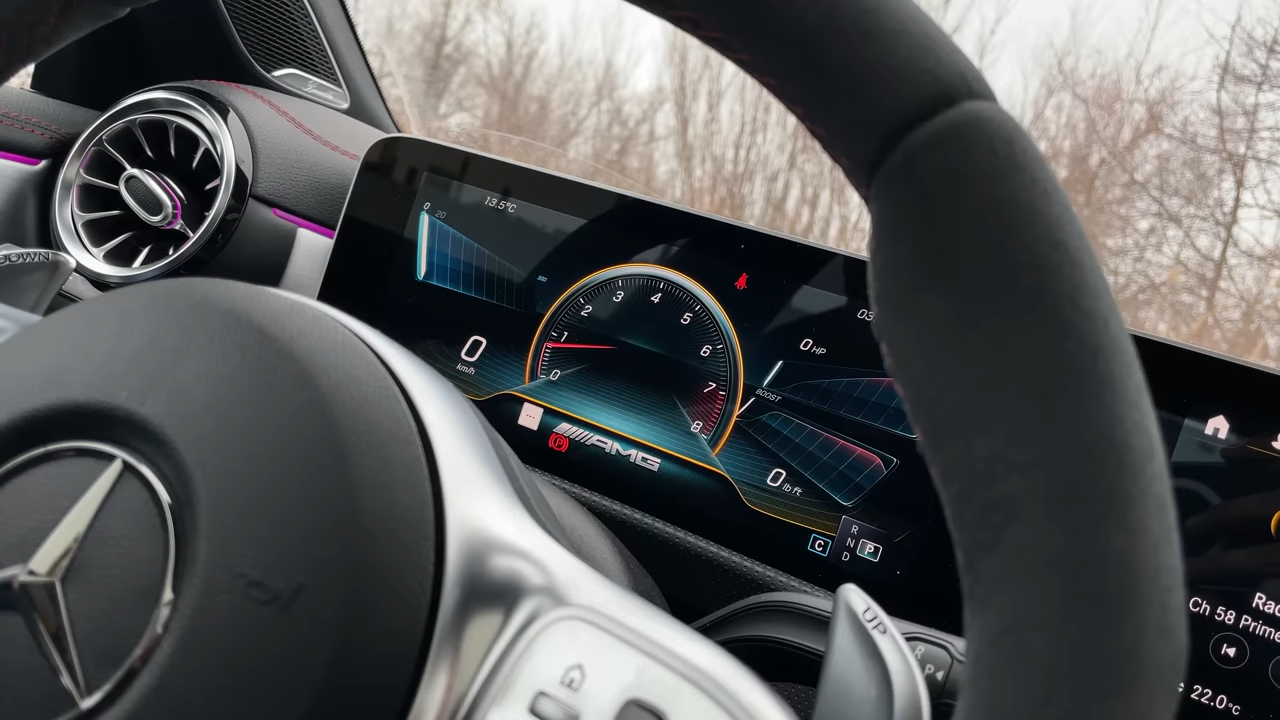 DOWN
13.5°C
0 20
300
0
km/h
0 1 2 3 4 5 6 7 8
03
0 HP
BOOST
0 lb ft
P
AMG
C
R
N
D
P
UP
R
P
Ch 58 Prime
22.0°C